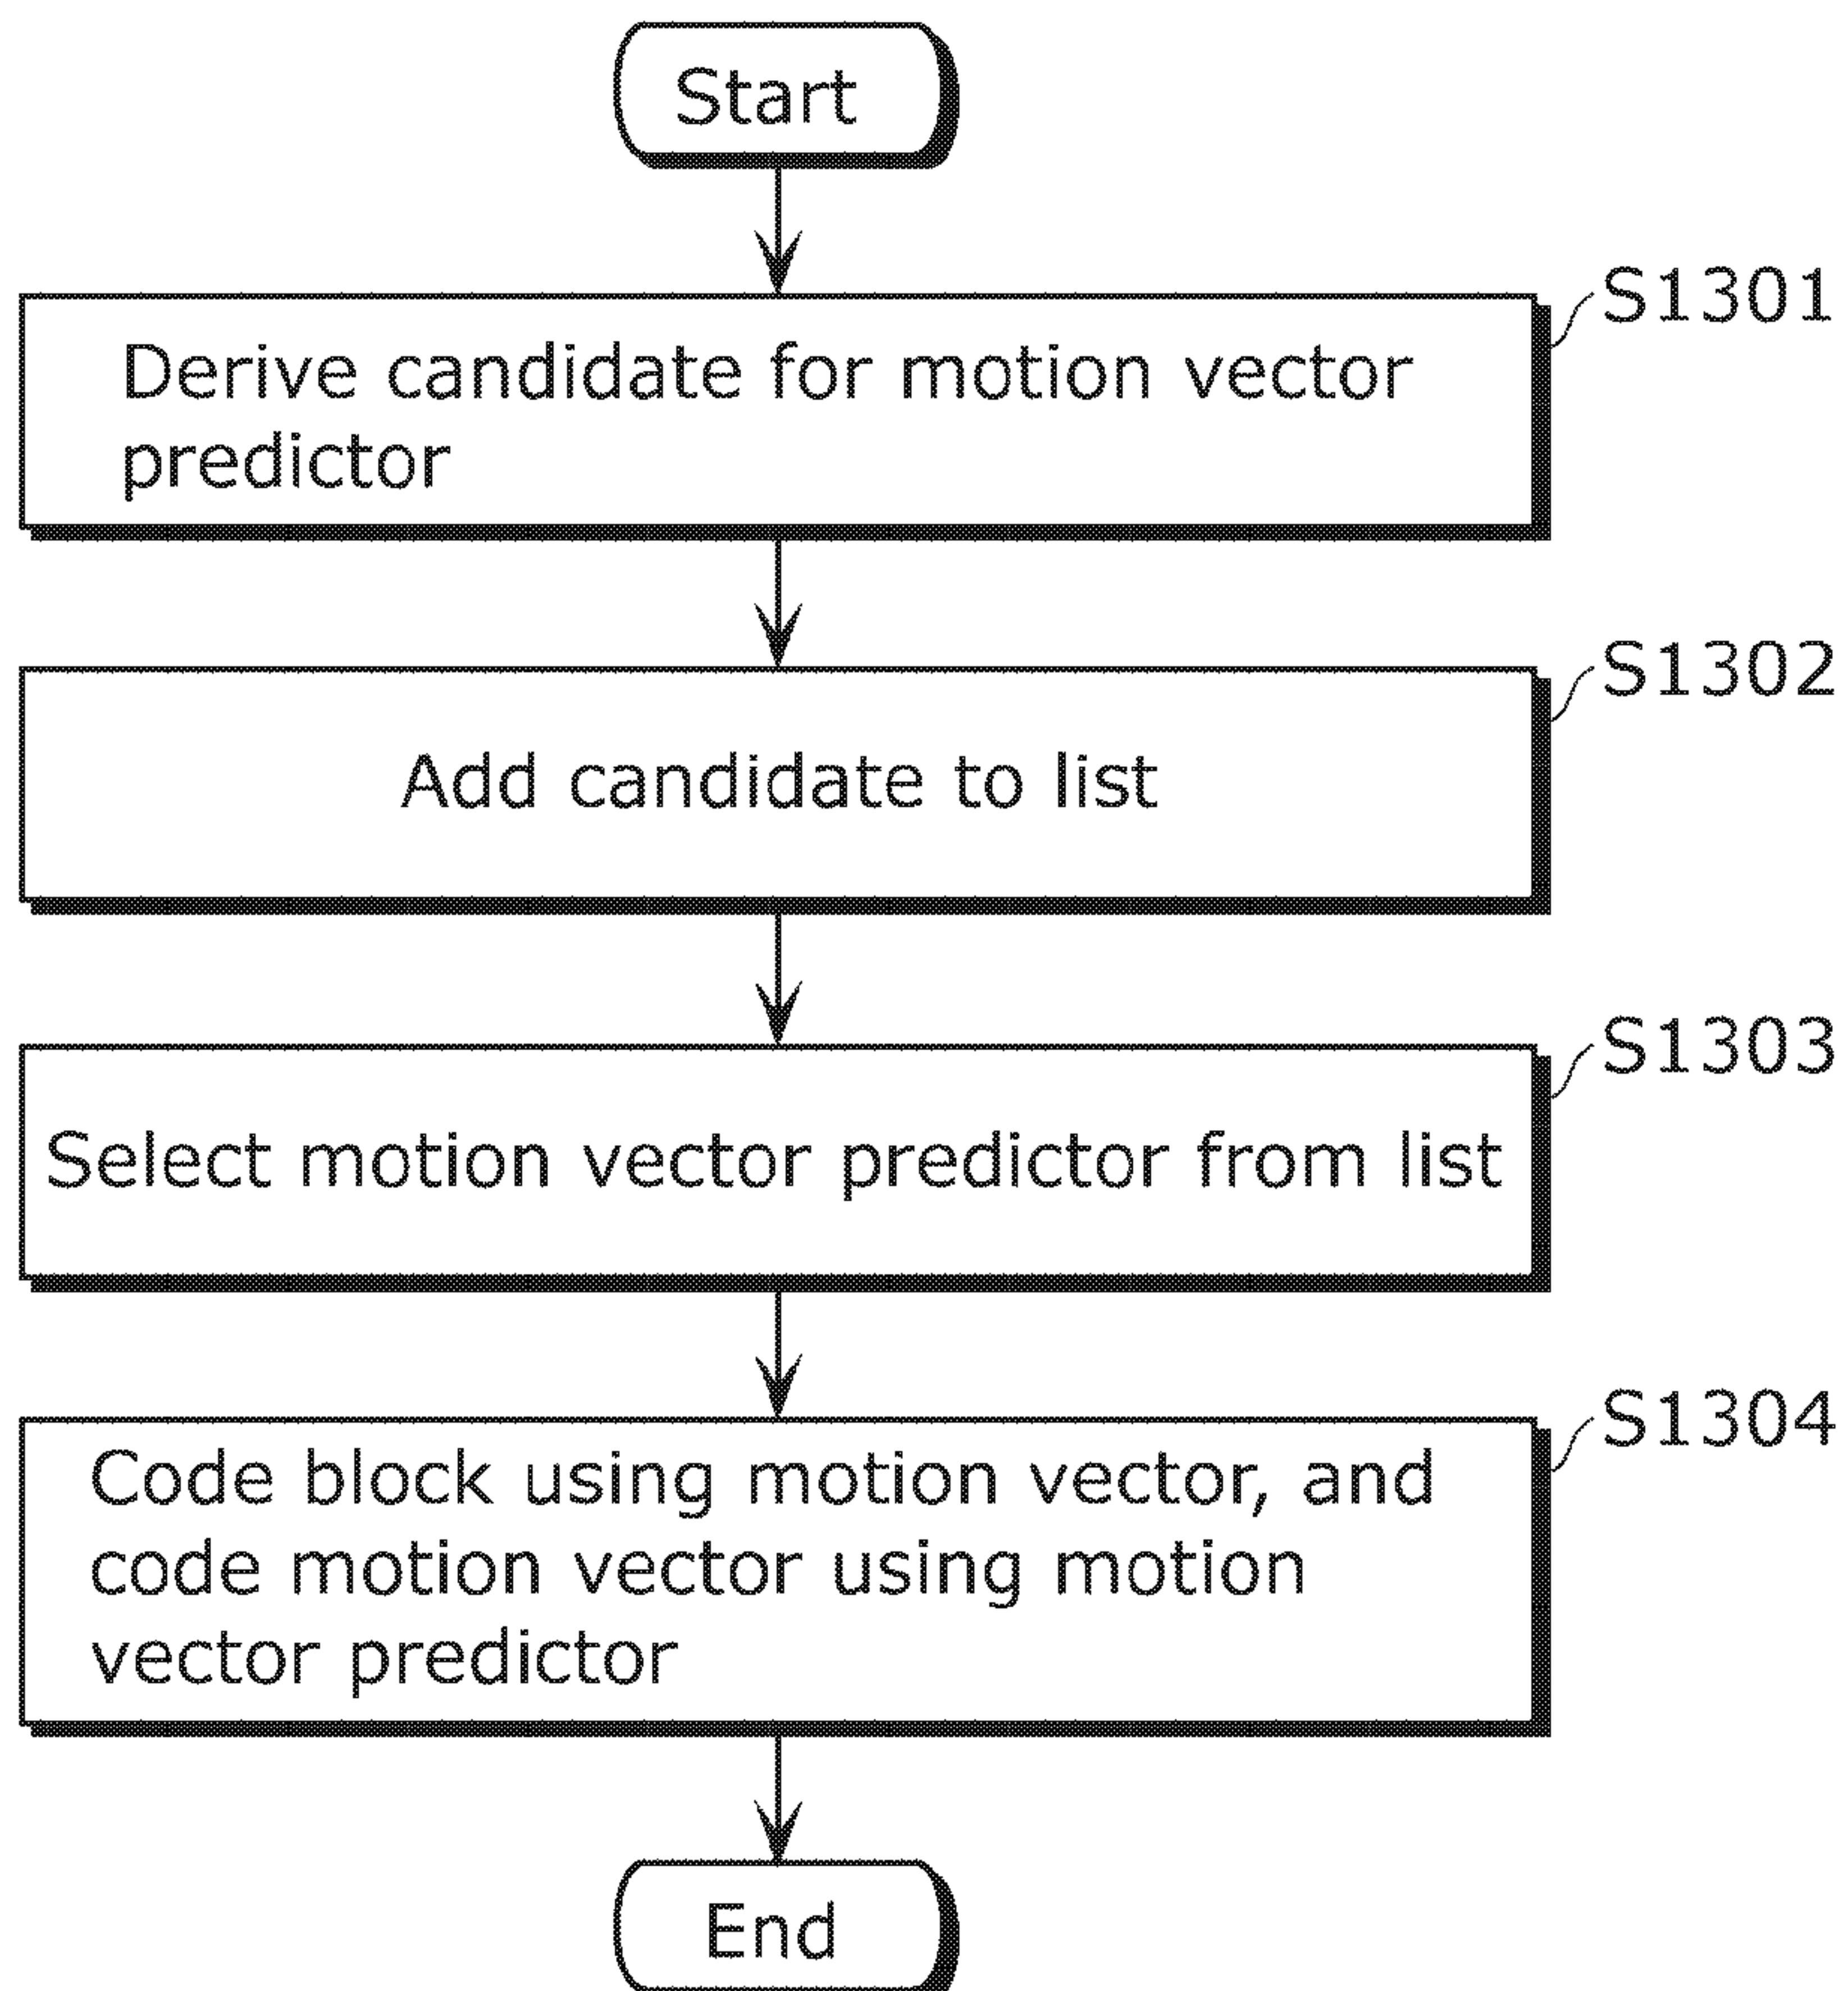 Start
S1301
Derive candidate for motion vector
predictor
S1302
Add candidate to list
S1303
Select motion vector predictor from list
S1304
Code block using motion vector, and
code motion vector using motion
vector predictor
End